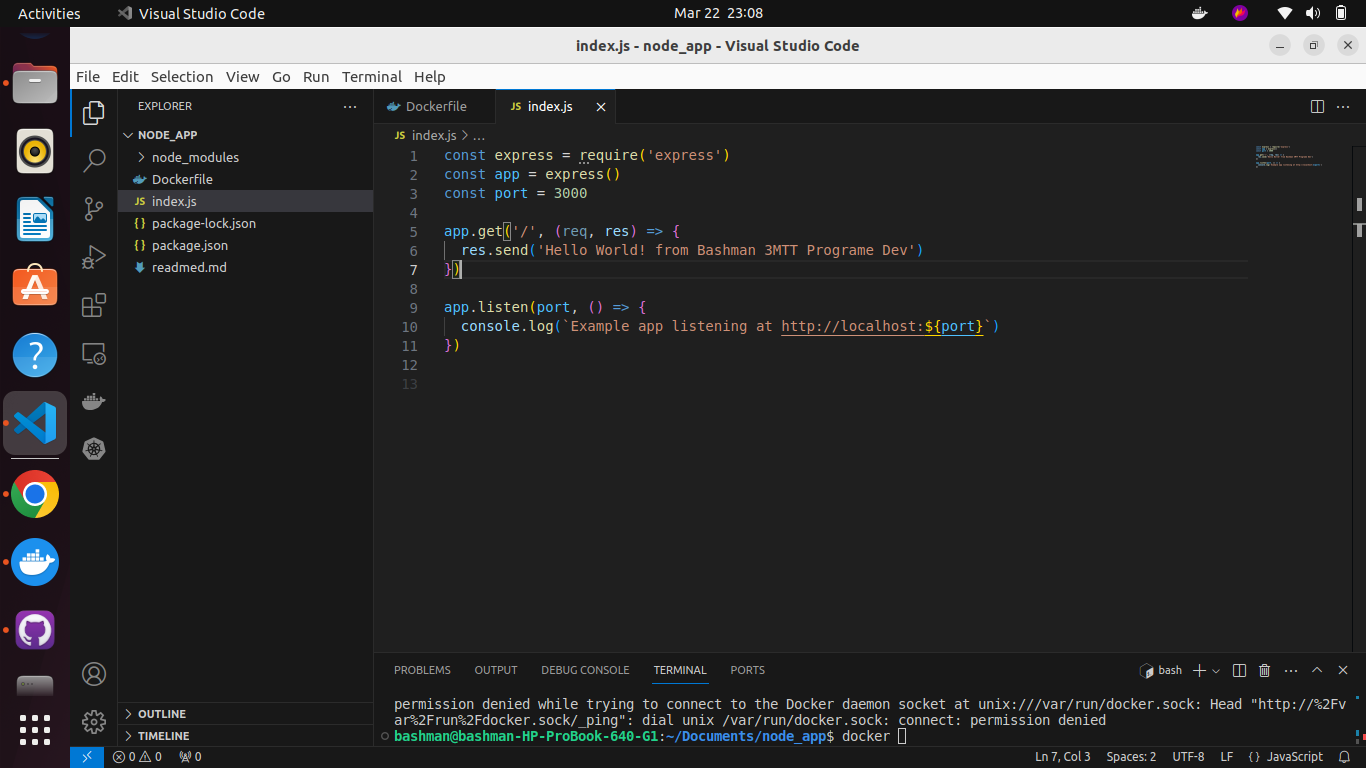 Activities Visual Studio Code Mar 22 23:08
index.js - node_app - Visual Studio Code
File Edit Selection View Go Run Terminal Help
EXPLORER ...
NODE_APP
node_modules
Dockerfile
JS index.js
{} package-lock.json
{} package.json
readmed.md
OUTLINE
TIMELINE
Dockerfile JS index.js
JS index.js > ...
1 const express = require('express')
2 const app = express()
3 const port = 3000
4
5 app.get('/', (req, res) => {
6 res.send('Hello World! from Bashman 3MTT Programe Dev')
7 })
8
9 app.listen(port, () => {
10 console.log(`Example app listening at http://localhost:${port}`)
11 })
12
13
PROBLEMS OUTPUT DEBUG CONSOLE TERMINAL PORTS bash
permission denied while trying to connect to the Docker daemon socket at unix:///var/run/docker.sock: Head "http://%2Fv
ar%2Frun%2Fdocker.sock/_ping": dial unix /var/run/docker.sock: connect: permission denied
bashman@bashman-HP-ProBook-640-G1:~/Documents/node_app$ docker
0 0 0 Ln 7, Col 3 Spaces: 2 UTF-8 LF {} JavaScript